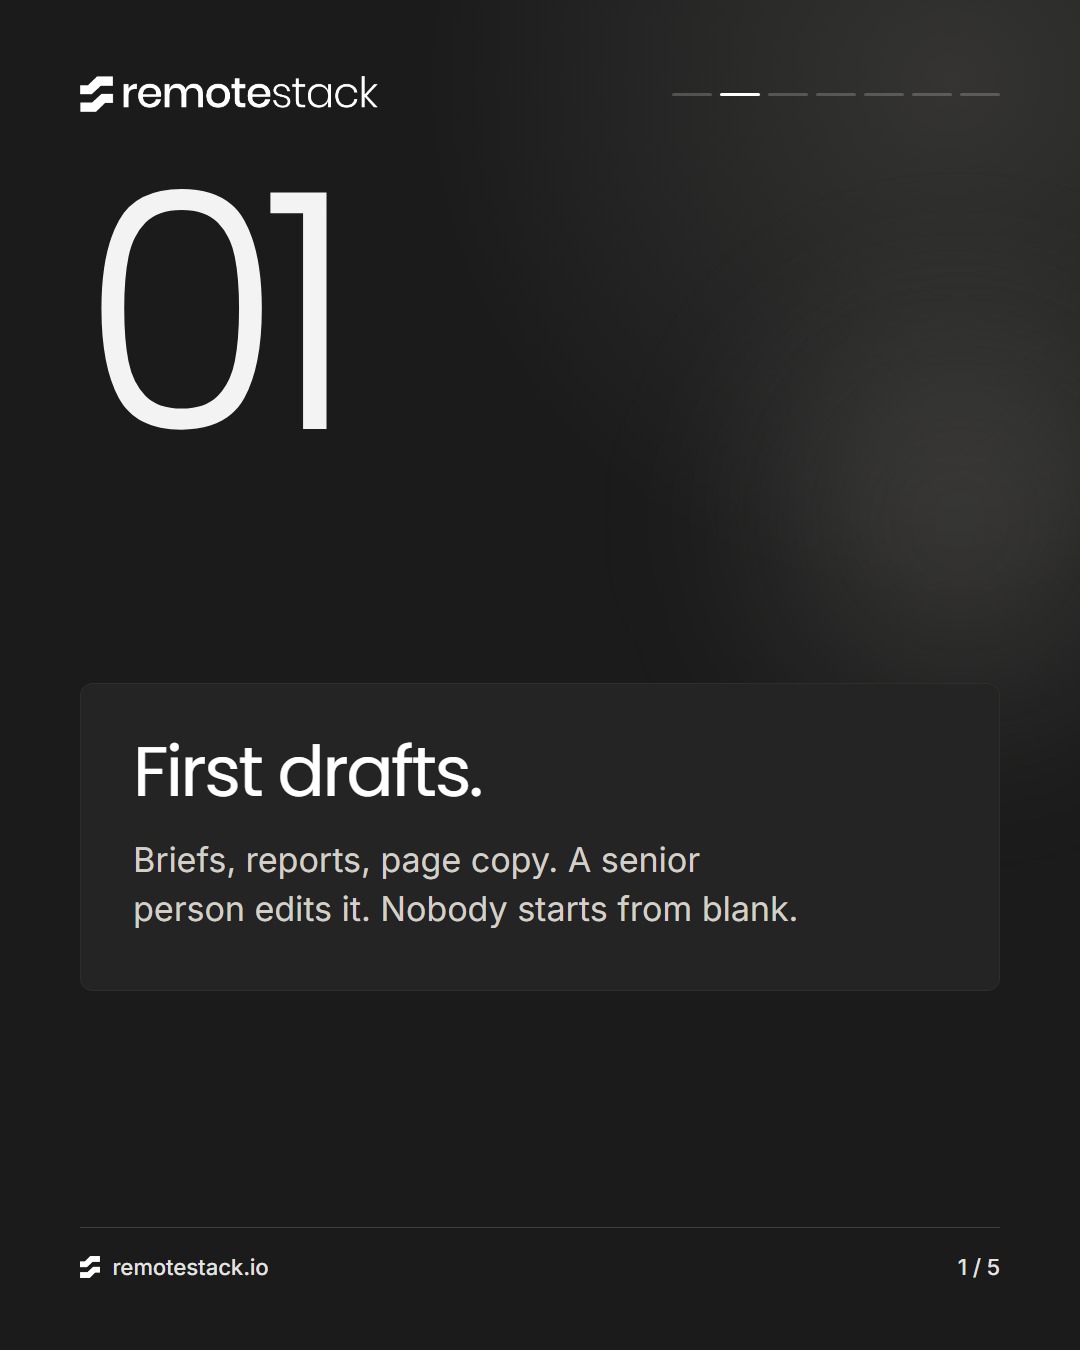 remotestack
01
First drafts.
Briefs, reports, page copy. A senior
person edits it. Nobody starts from blank.
remotestack.io
1 / 5